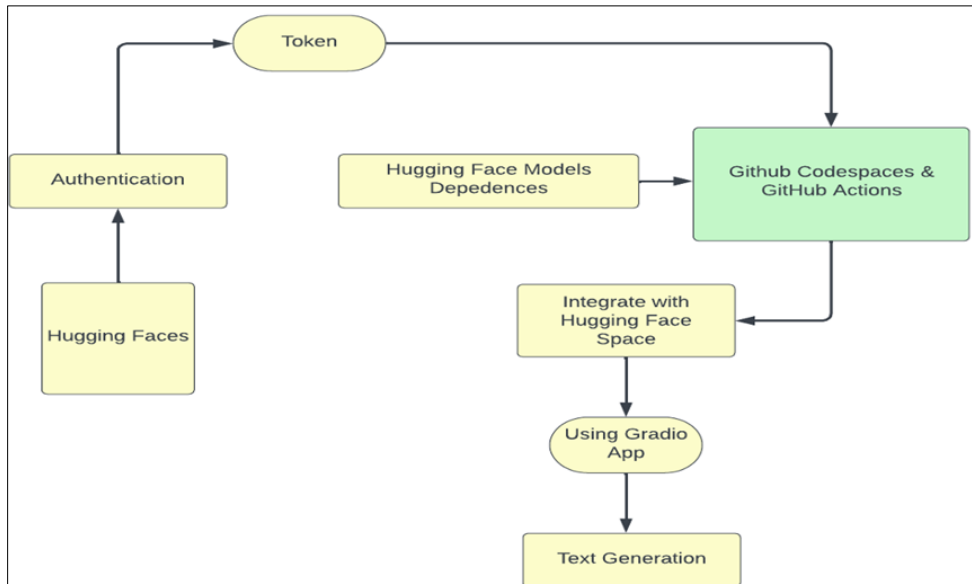 Token
Authentication
Hugging Face Models
Depedences
Github Codespaces &
GitHub Actions
Hugging Faces
Integrate with
Hugging Face
Space
Using Gradio
App
Text Generation